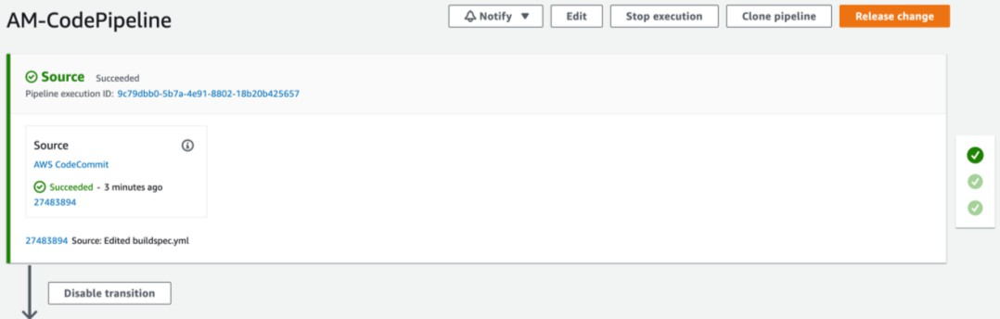 AM-CodePipeline
Notify ▼ Edit Stop execution Clone pipeline Release change
Source Succeeded
Pipeline execution ID: 9c79dbb0-5b7a-4e91-8802-18b20b425657
Source
AWS CodeCommit
Succeeded - 3 minutes ago
27483894
27483894 Source: Edited buildspec.yml
Disable transition